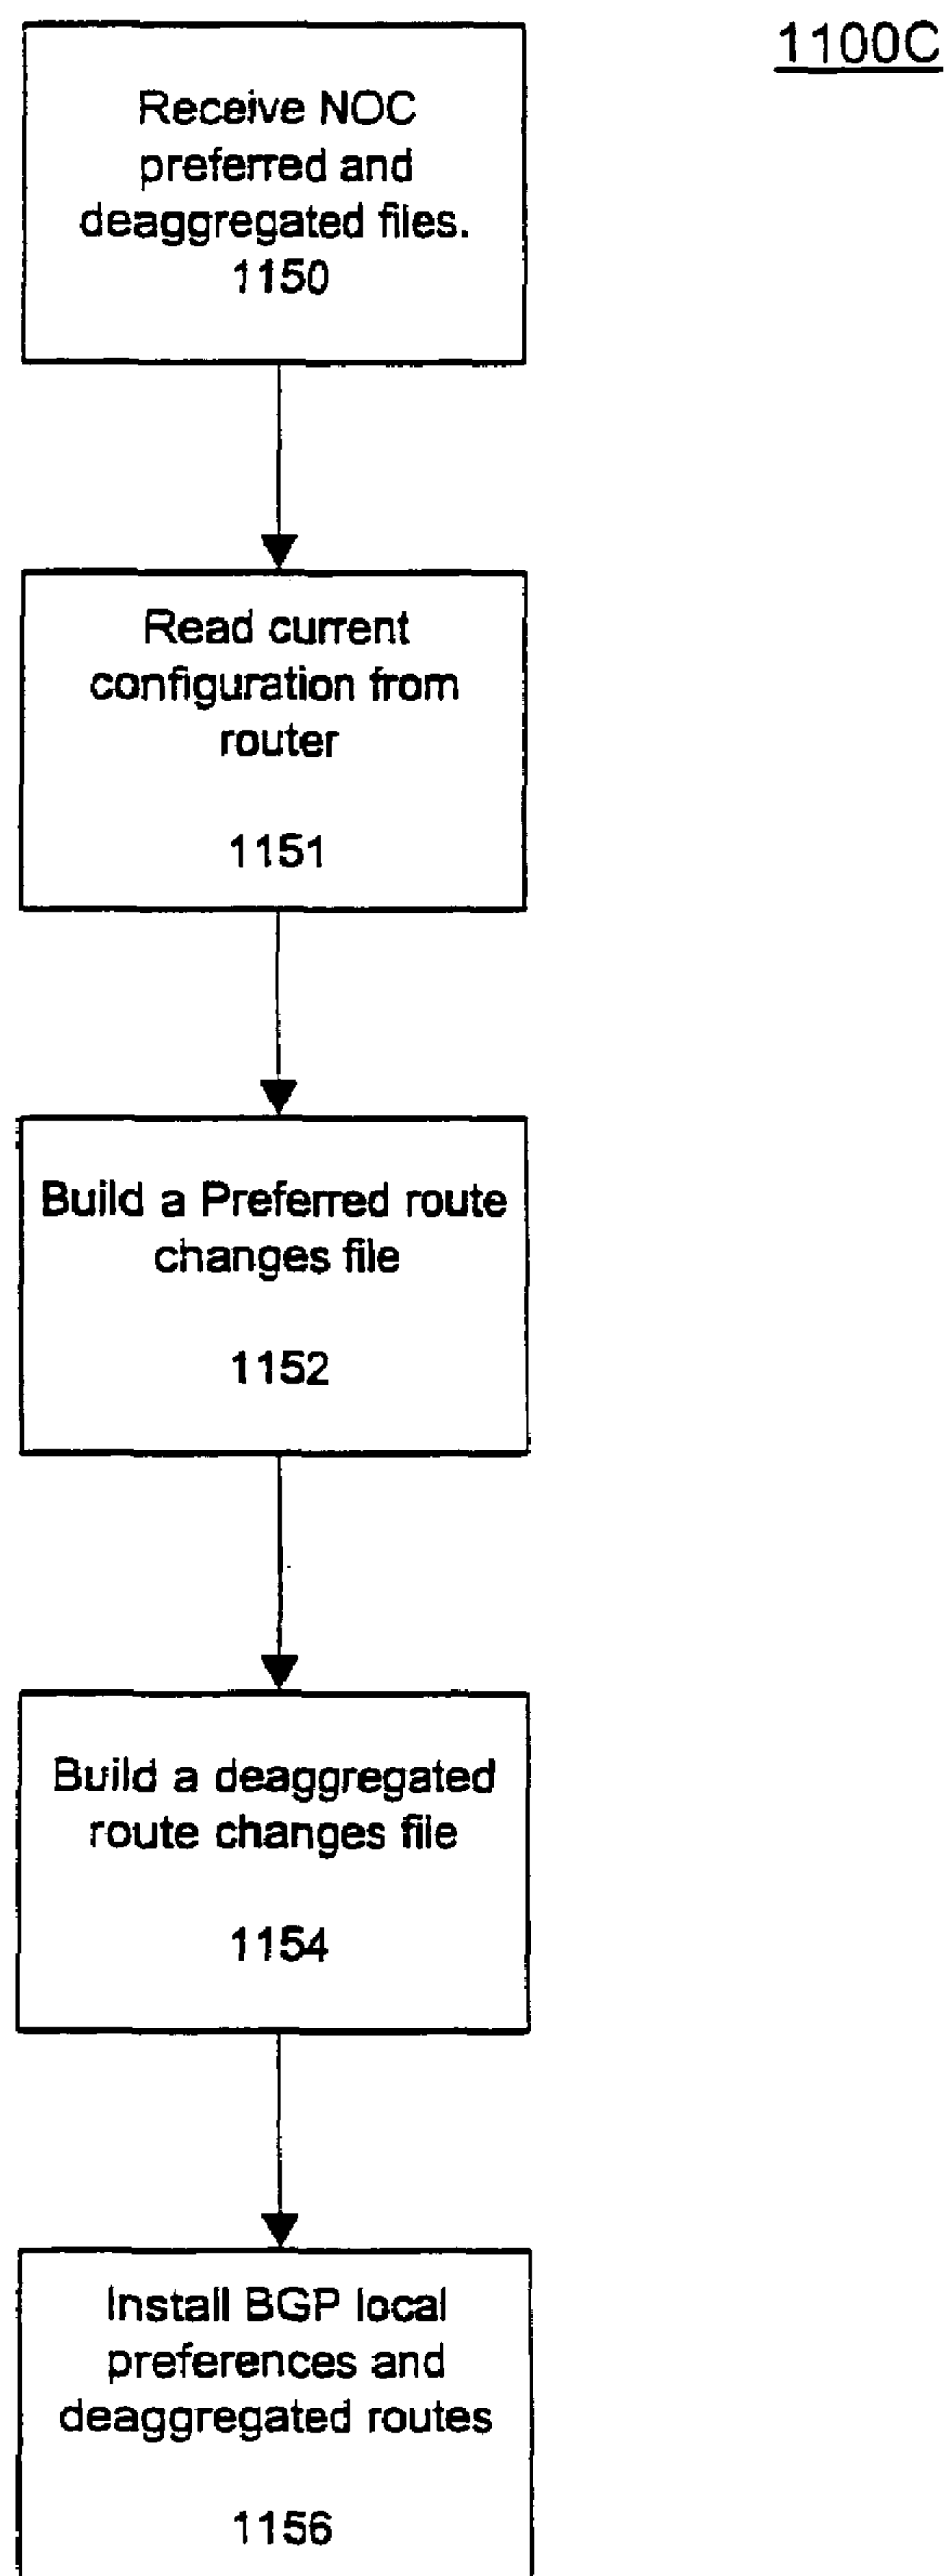 1100C
Receive NOC
preferred and
deaggregated files.
1150
Read current
configuration from
router
1151
Build a Preferred route
changes file
1152
Build a deaggregated
route changes file
1154
Install BGP local
preferences and
deaggregated routes
1156